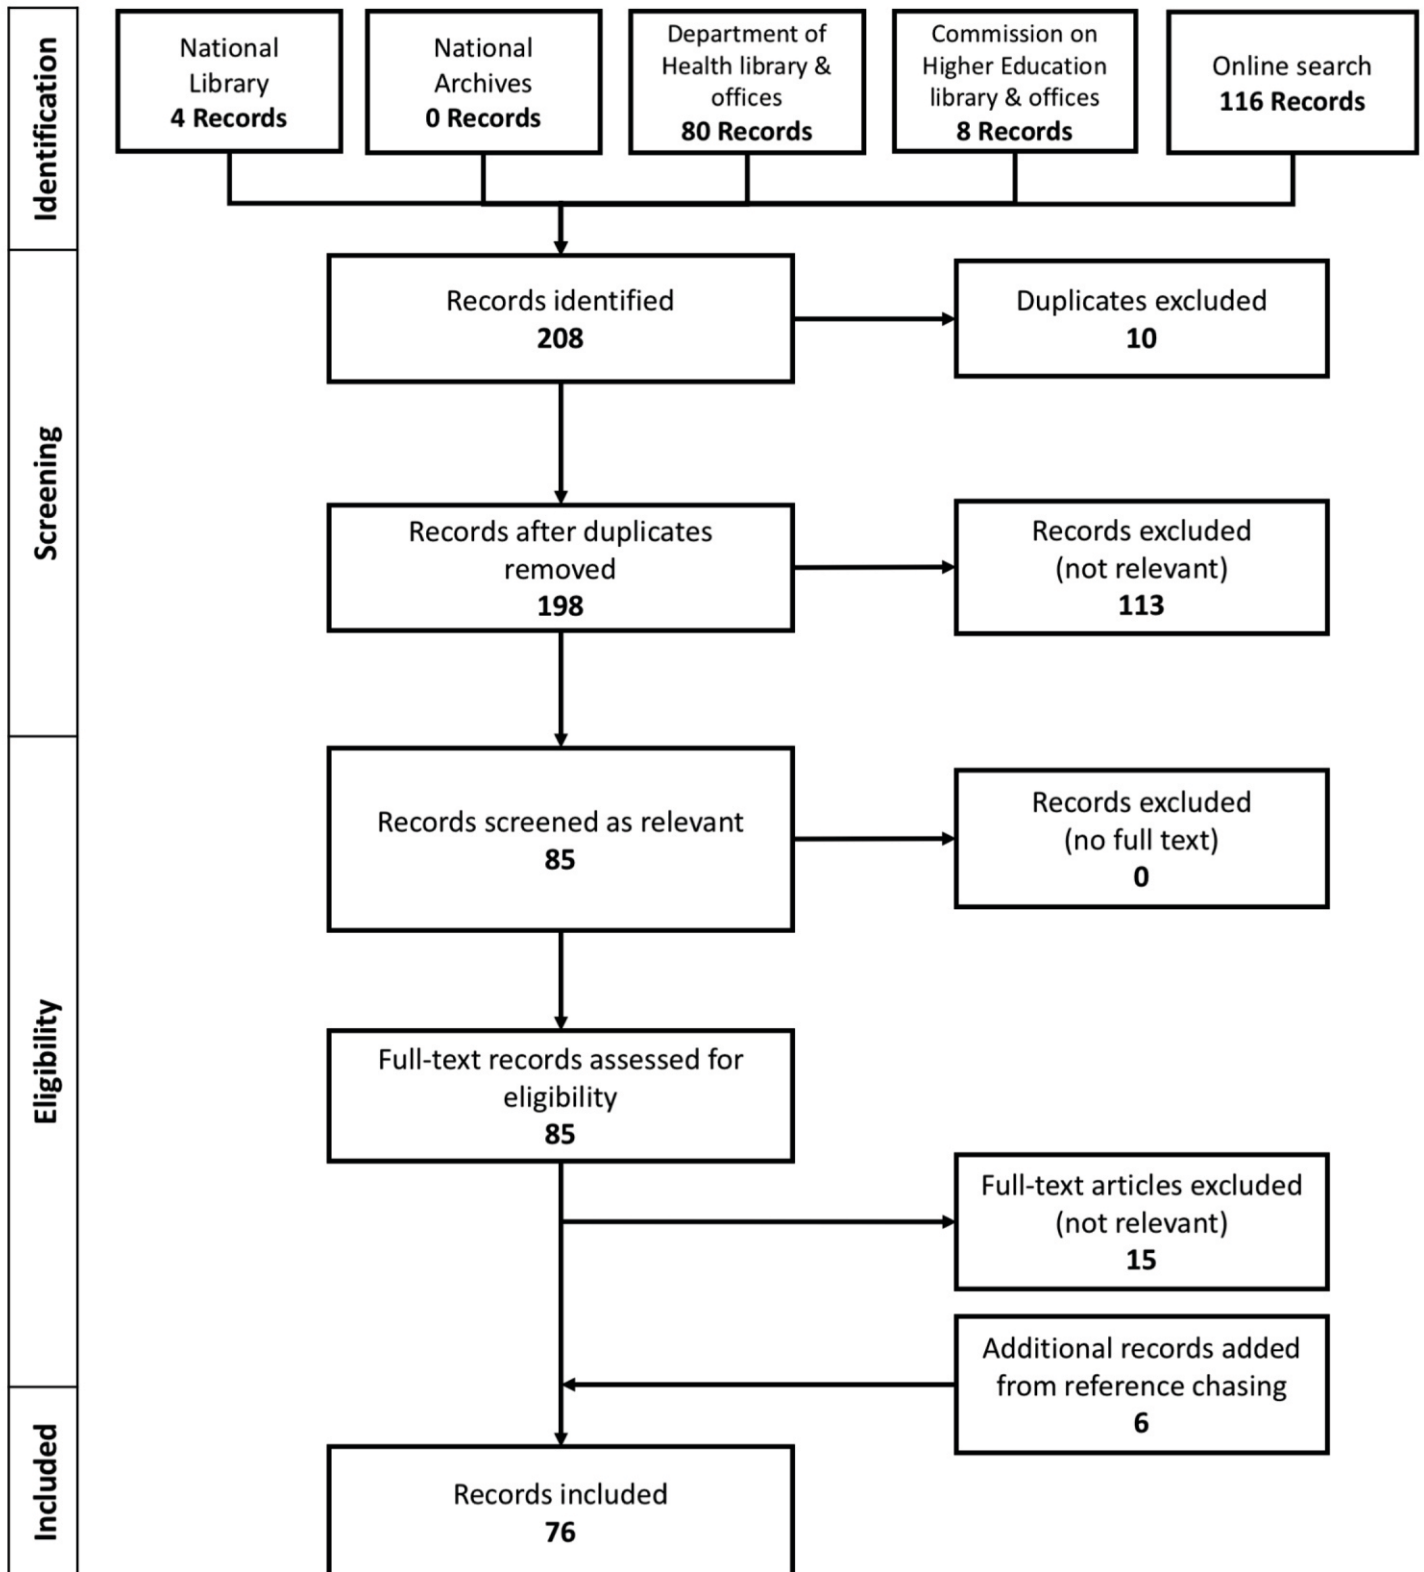 Identification
National
Library
4 Records
National
Archives
0 Records
Department of
Health library &
offices
80 Records
Commission on
Higher Education
library & offices
8 Records
Online search
116 Records
Screening
Records identified
208
Duplicates excluded
10
Records after duplicates
removed
198
Records excluded
(not relevant)
113
Eligibility
Records screened as relevant
85
Records excluded
(no full text)
0
Full-text records assessed for
eligibility
85
Full-text articles excluded
(not relevant)
15
Additional records added
from reference chasing
6
Included
Records included
76